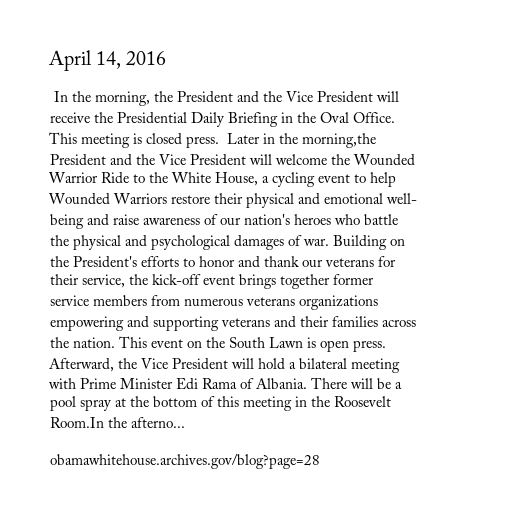 April 14, 2016
In the morning, the President and the Vice President will
receive the Presidential Daily Briefing in the Oval Office.
This meeting is closed press.  Later in the morning,the
President and the Vice President will welcome the Wounded
Warrior Ride to the White House, a cycling event to help
Wounded Warriors restore their physical and emotional well-
being and raise awareness of our nation's heroes who battle
the physical and psychological damages of war. Building on
the President's efforts to honor and thank our veterans for
their service, the kick-off event brings together former
service members from numerous veterans organizations
empowering and supporting veterans and their families across
the nation. This event on the South Lawn is open press.
Afterward, the Vice President will hold a bilateral meeting
with Prime Minister Edi Rama of Albania. There will be a
pool spray at the bottom of this meeting in the Roosevelt
Room.In the afterno...
obamawhitehouse.archives.gov/blog?page=28